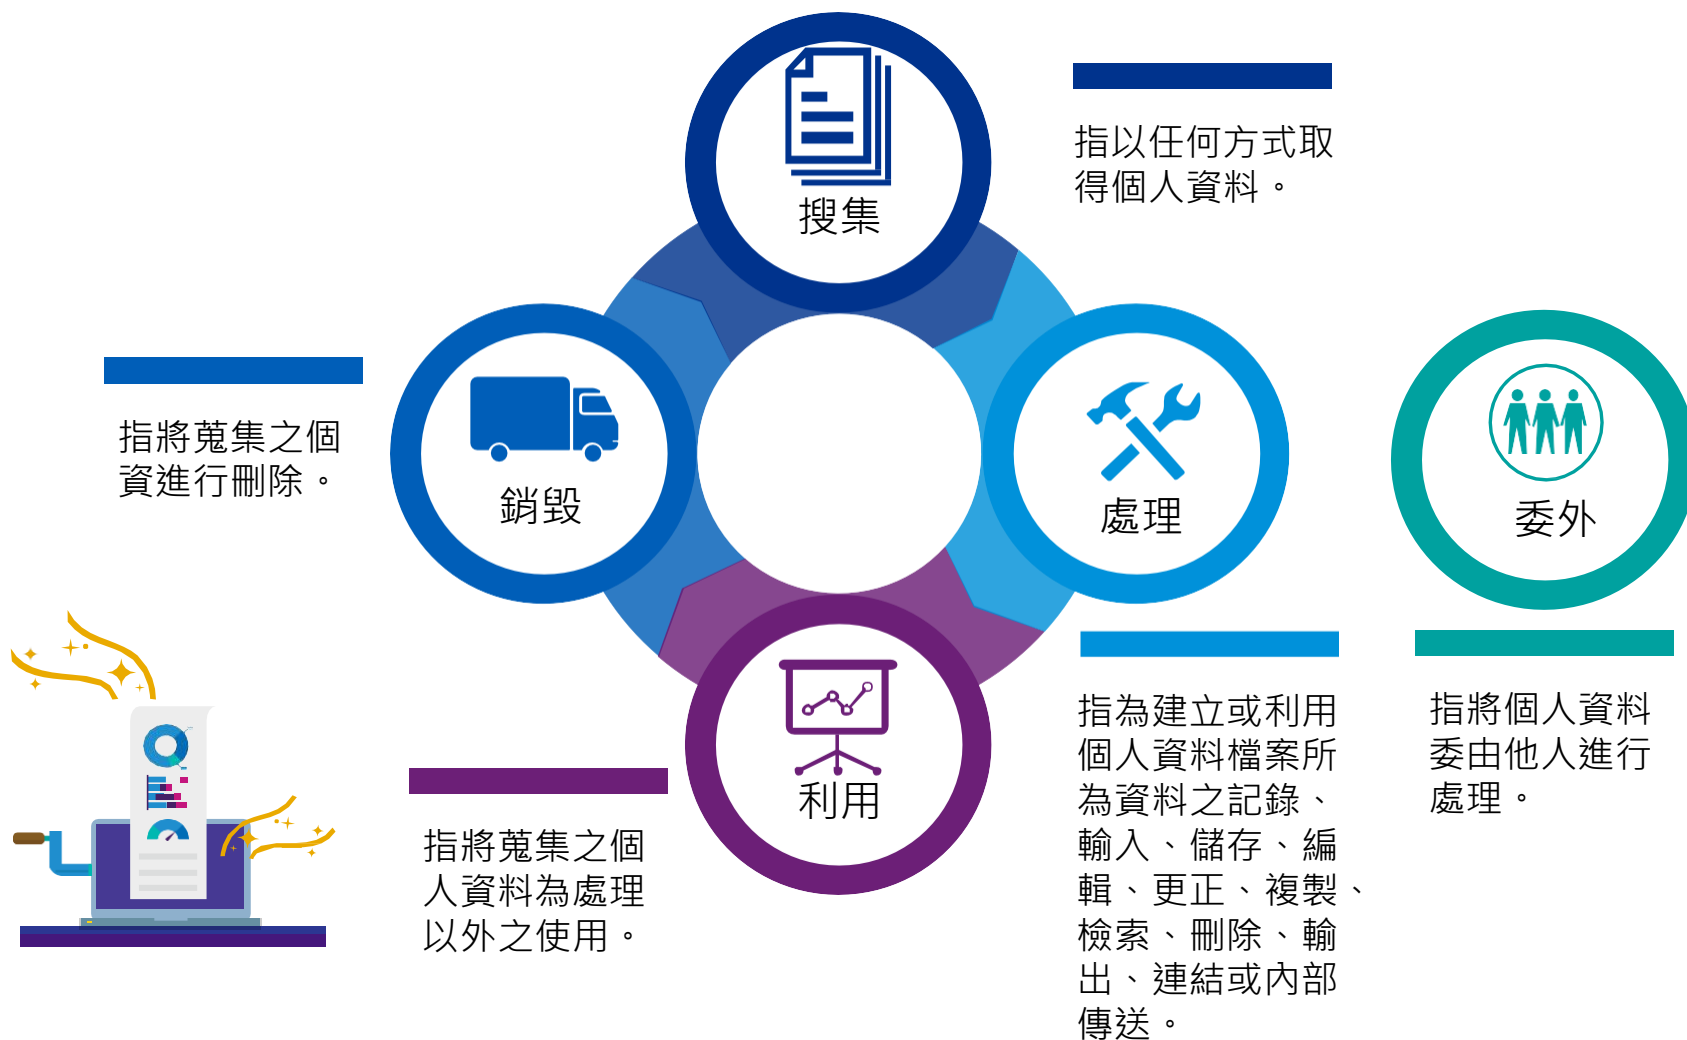 搜集
指以任何方式取
得個人資料。
處理
指為建立或利用
個人資料檔案所
為資料之記錄、
輸入、儲存、編
輯、更正、複製、
檢索、刪除、輸
出、連結或內部
傳送。
委外
指將個人資料
委由他人進行
處理。
利用
指將蒐集之個
人資料為處理
以外之使用。
銷毀
指將蒐集之個
資進行刪除。